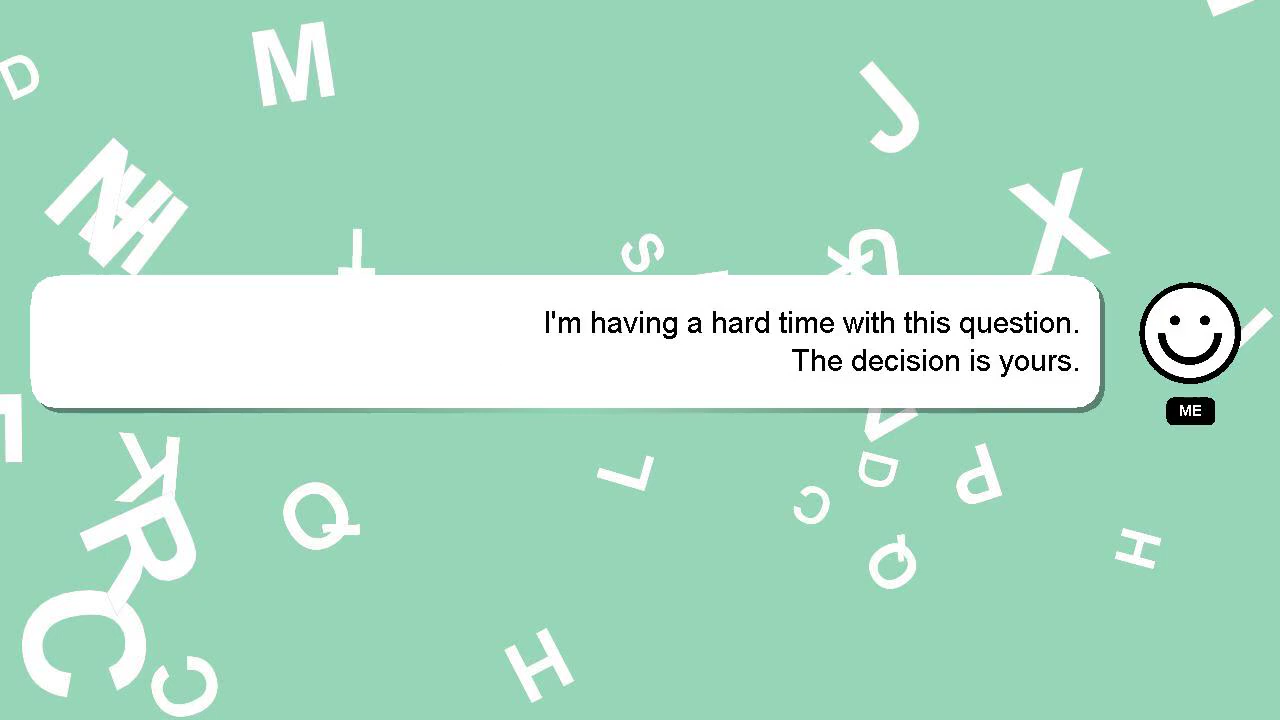 I'm having a hard time with this question.
The decision is yours.
ME